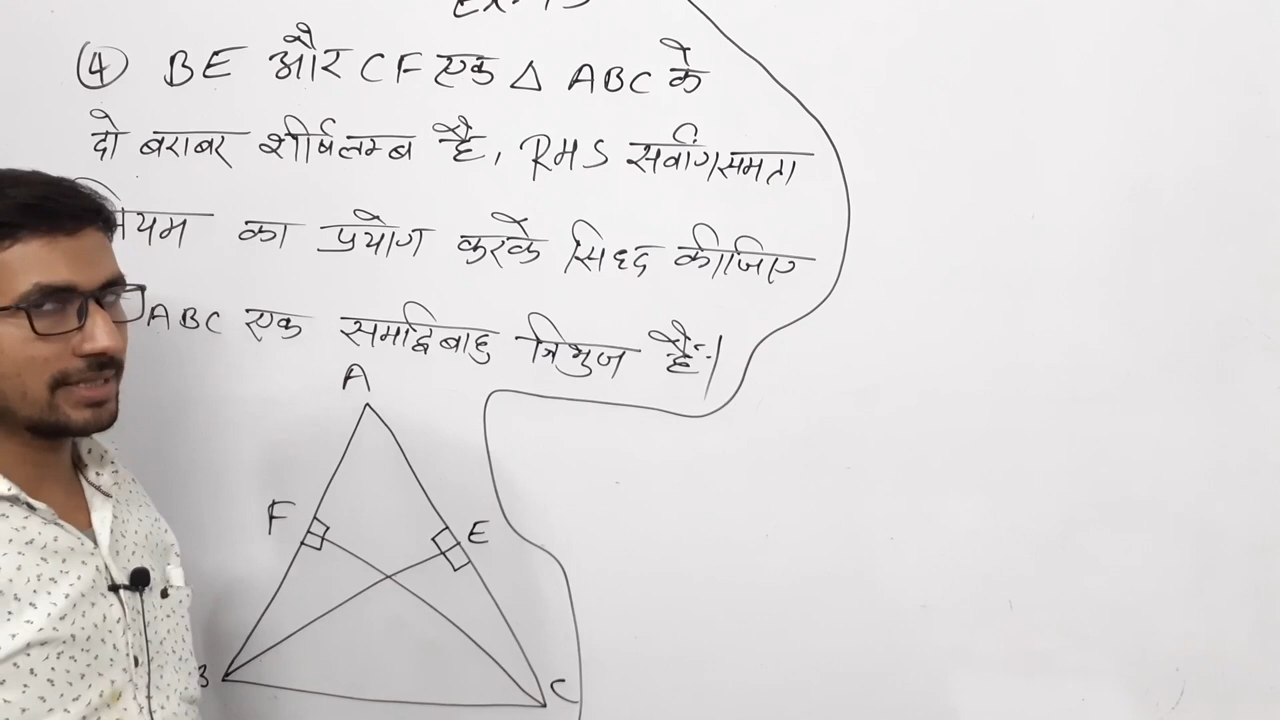 ④ BE और CF एक △ ABC के
दो बराबर शीर्षलम्ब है, RHS सर्वांगसमता
नियम का प्रयोग करके सिध्द कीजिए
ABC एक समद्विबाहु त्रिभुज है:-।
A
F
E
B
C